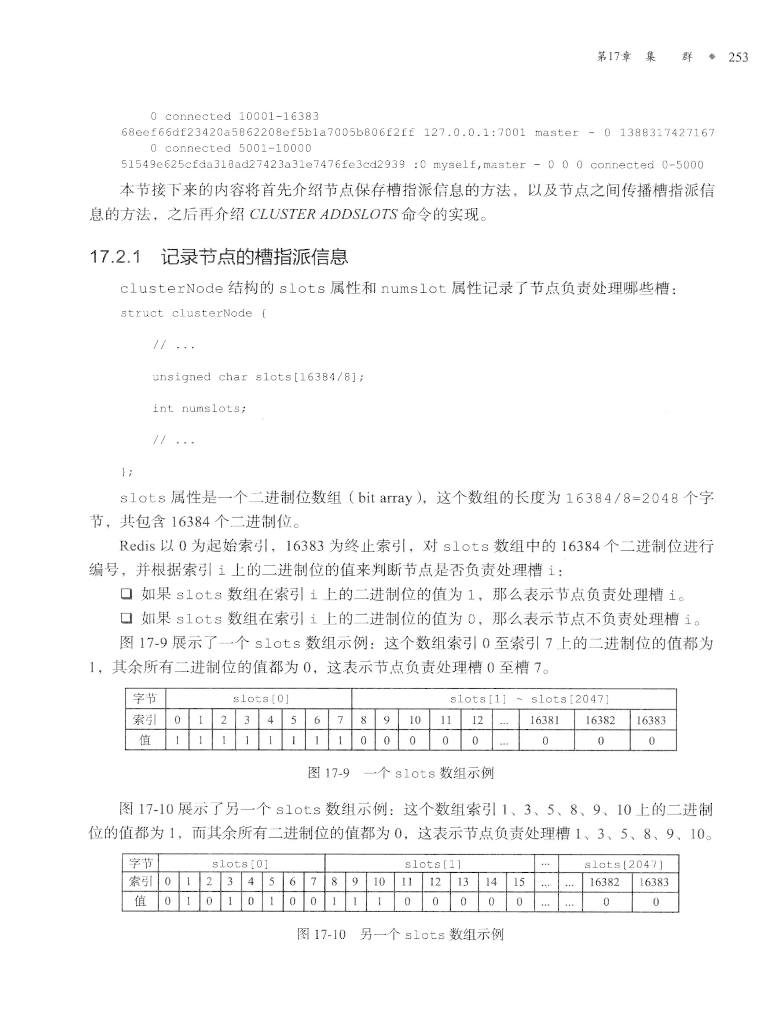 第17章 集 群 ◆ 253
0 connected 10001-16383
68eef66df23420a5862208ef5b1a7005b806f2ff 127.0.0.1:7001 master - 0 1388317427167
0 connected 5001-10000
51549e625cfda318ad27423a31e7476fe3cd2939 :0 myself,master - 0 0 0 connected 0-5000
本节接下来的内容将首先介绍节点保存槽指派信息的方法，以及节点之间传播槽指派信
息的方法，之后再介绍 CLUSTER ADDSLOTS 命令的实现。
17.2.1 记录节点的槽指派信息
clusterNode 结构的 slots 属性和 numslot 属性记录了节点负责处理哪些槽：
struct clusterNode {
// ...
unsigned char slots[16384/8];
int numslots;
// ...
};
slots 属性是一个二进制位数组（bit array），这个数组的长度为 16384/8=2048 个字
节，共包含 16384 个二进制位。
Redis 以 0 为起始索引，16383 为终止索引，对 slots 数组中的 16384 个二进制位进行
编号，并根据索引 i 上的二进制位的值来判断节点是否负责处理槽 i：
❏ 如果 slots 数组在索引 i 上的二进制位的值为 1，那么表示节点负责处理槽 i。
❏ 如果 slots 数组在索引 i 上的二进制位的值为 0，那么表示节点不负责处理槽 i。
图 17-9 展示了一个 slots 数组示例：这个数组索引 0 至索引 7 上的二进制位的值都为
1，其余所有二进制位的值都为 0，这表示节点负责处理槽 0 至槽 7。
字节 slots[0] slots[1] ~ slots[2047]
索引 0 1 2 3 4 5 6 7 8 9 10 11 12 ... 16381 16382 16383
值 1 1 1 1 1 1 1 1 0 0 0 0 0 ... 0 0 0
图 17-9 一个 slots 数组示例
图 17-10 展示了另一个 slots 数组示例：这个数组索引 1、3、5、8、9、10 上的二进制
位的值都为 1，而其余所有二进制位的值都为 0，这表示节点负责处理槽 1、3、5、8、9、10。
字节 slots[0] slots[1] ... slots[2047]
索引 0 1 2 3 4 5 6 7 8 9 10 11 12 13 14 15 ... ... 16382 16383
值 0 1 0 1 0 1 0 0 1 1 1 0 0 0 0 0 ... ... 0 0
图 17-10 另一个 slots 数组示例